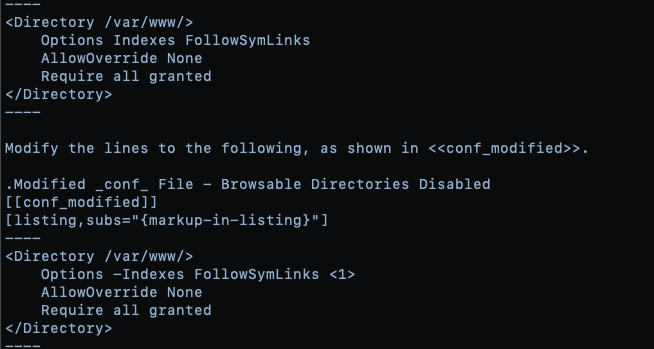 ----
<Directory /var/www/>
    Options Indexes FollowSymLinks
    AllowOverride None
    Require all granted
</Directory>
----

Modify the lines to the following, as shown in <<conf_modified>>.

.Modified _conf_ File - Browsable Directories Disabled
[[conf_modified]]
[listing,subs="{markup-in-listing}"]
----
<Directory /var/www/>
    Options -Indexes FollowSymLinks <1>
    AllowOverride None
    Require all granted
</Directory>
----